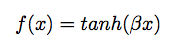 f(x) = tanh(βx)